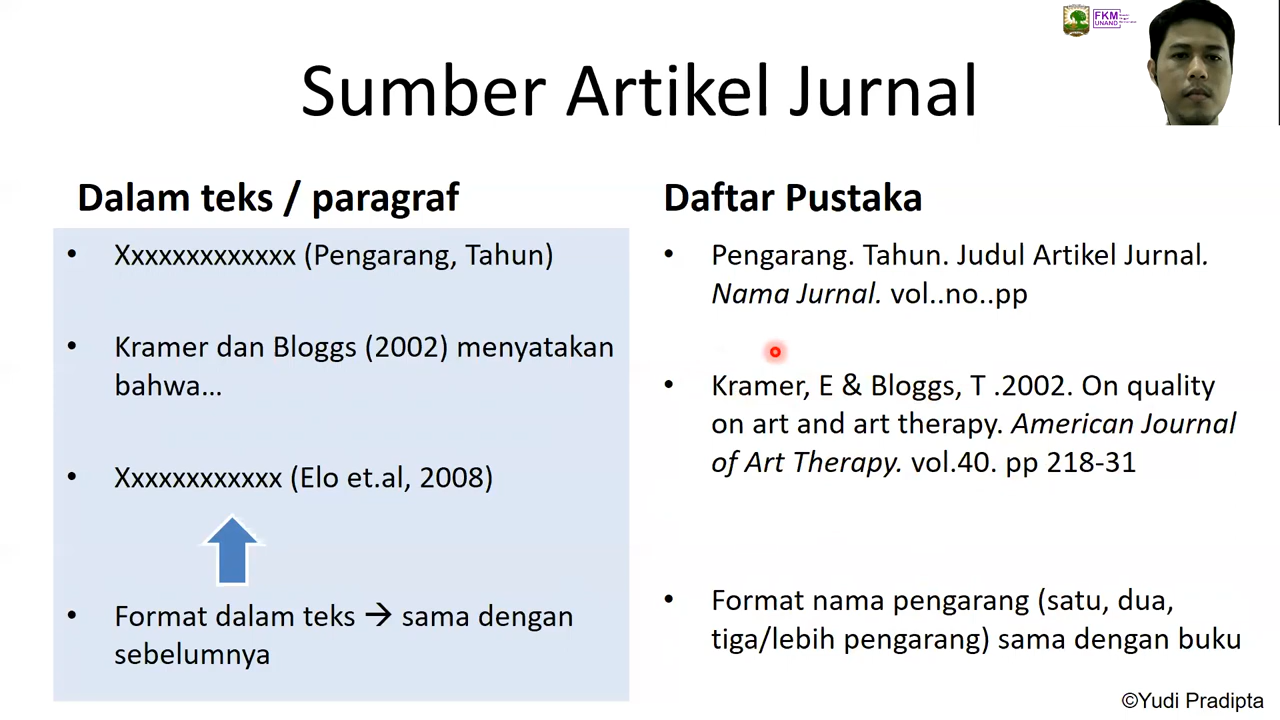 FKM
UNAND
Sumber Artikel Jurnal
Dalam teks / paragraf
• Xxxxxxxxxxxxx (Pengarang, Tahun)
• Kramer dan Bloggs (2002) menyatakan
bahwa…
• Xxxxxxxxxxxx (Elo et.al, 2008)
• Format dalam teks → sama dengan
sebelumnya
Daftar Pustaka
• Pengarang. Tahun. Judul Artikel Jurnal.
Nama Jurnal. vol..no..pp
• Kramer, E & Bloggs, T .2002. On quality
on art and art therapy. American Journal
of Art Therapy. vol.40. pp 218-31
• Format nama pengarang (satu, dua,
tiga/lebih pengarang) sama dengan buku
©Yudi Pradipta